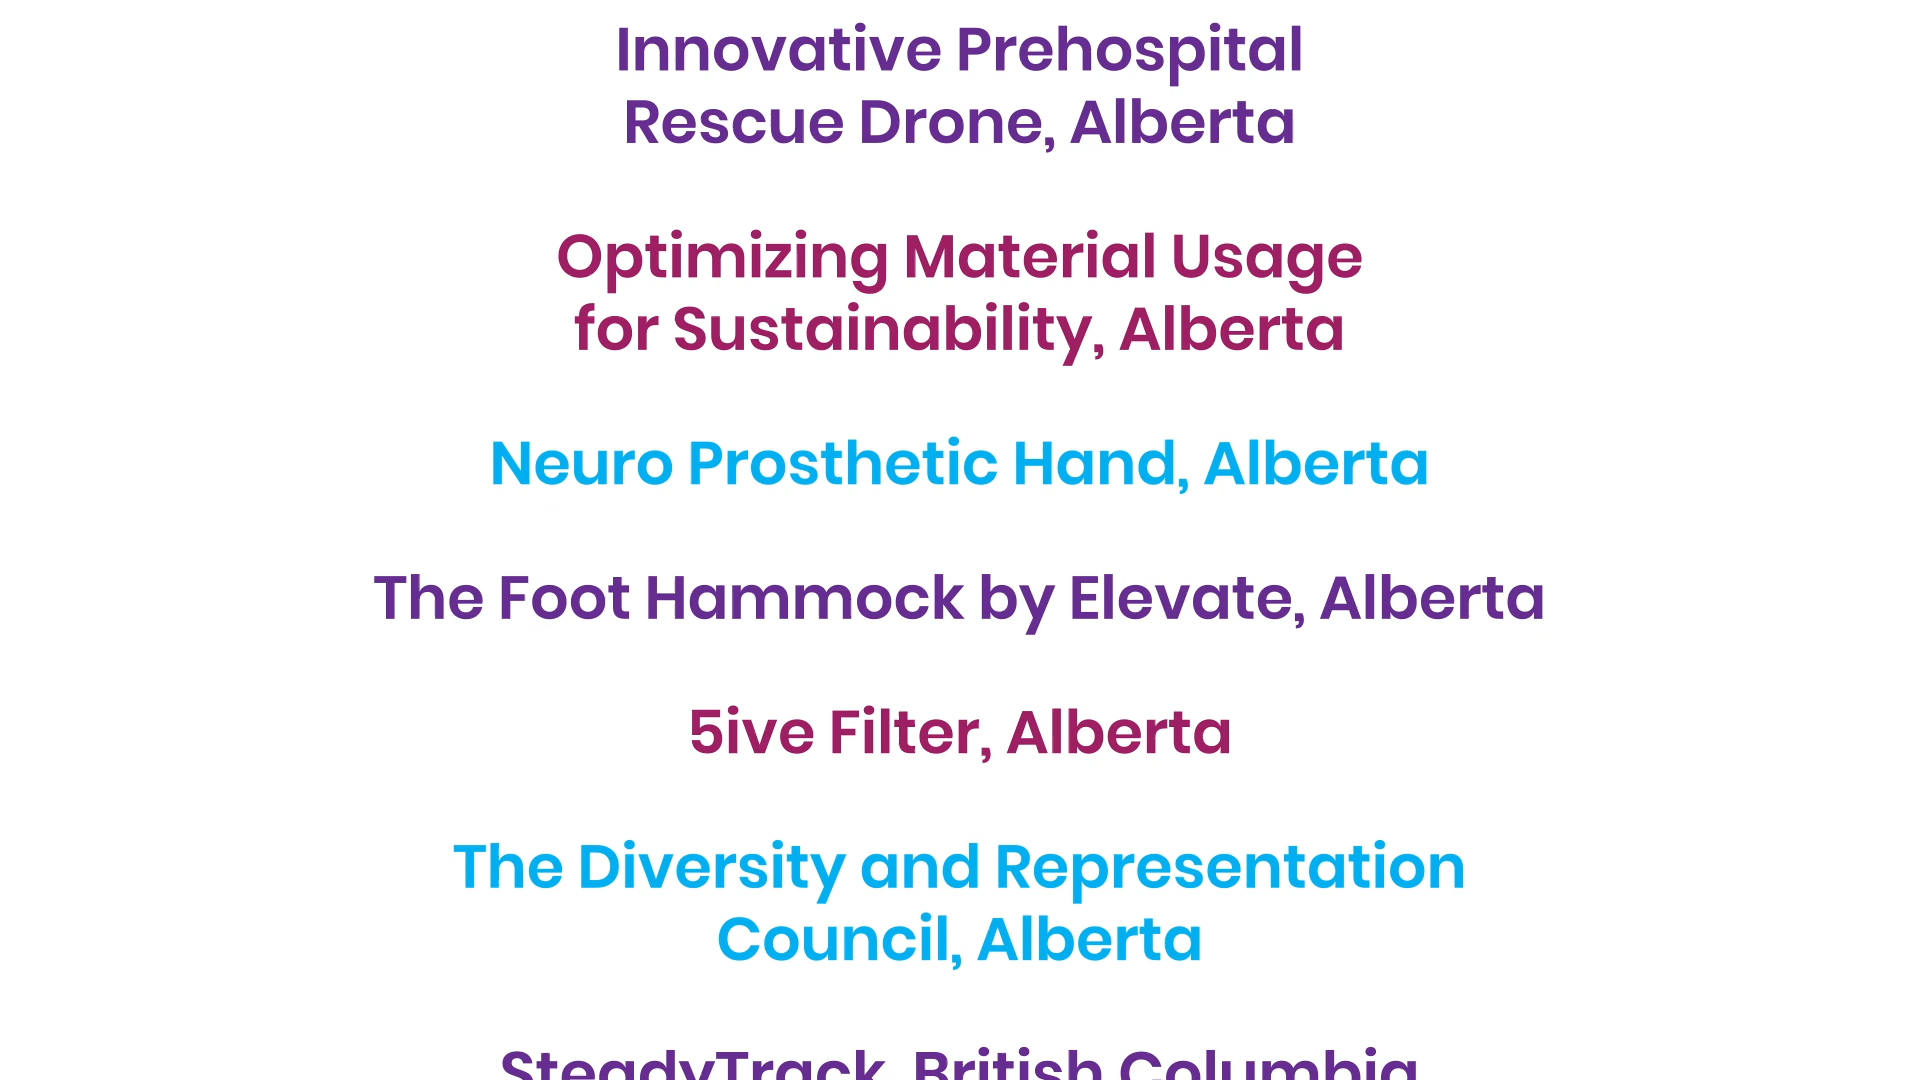 Innovative Prehospital
Rescue Drone, Alberta
Optimizing Material Usage
for Sustainability, Alberta
Neuro Prosthetic Hand, Alberta
The Foot Hammock by Elevate, Alberta
5ive Filter, Alberta
The Diversity and Representation
Council, Alberta
SteadyTrack, British Columbia